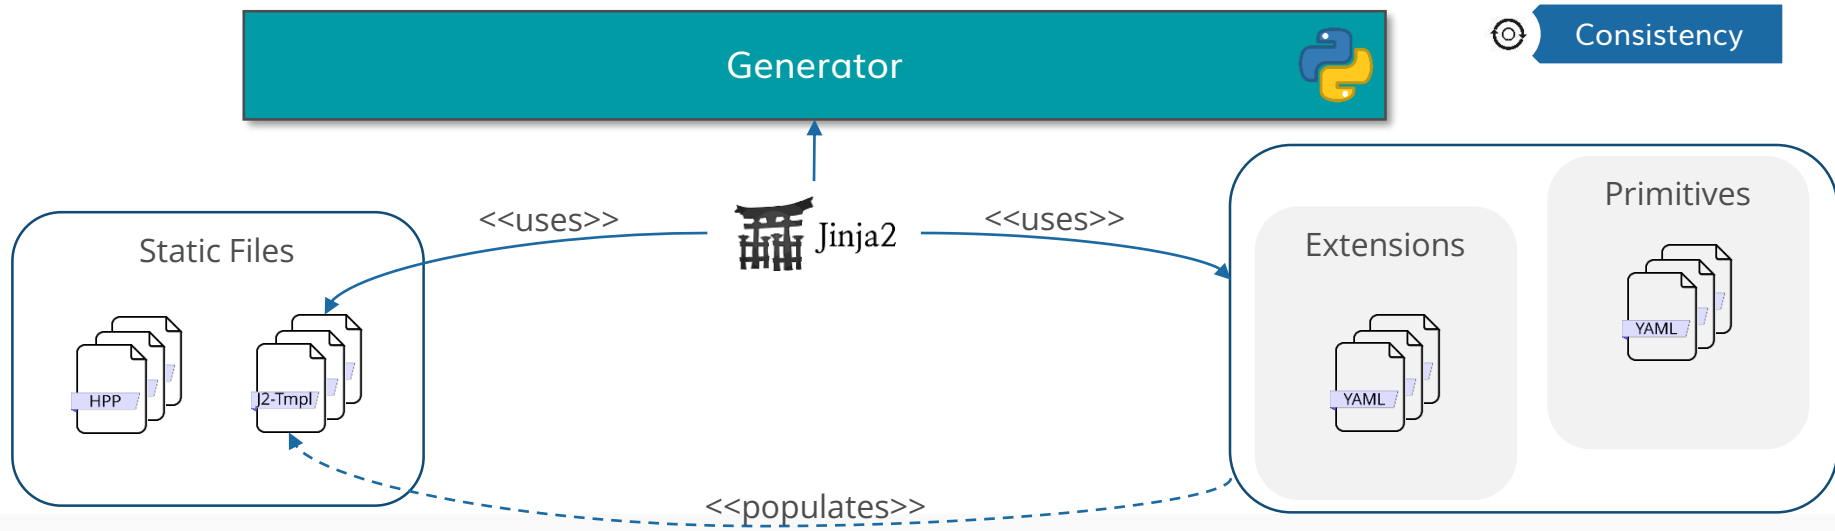 Generator
Consistency
Primitives
<<uses>>
<<uses>>
Static Files
Jinja2
Extensions
YAML
HPP
J2-Tmpl
YAML
<<populates>>